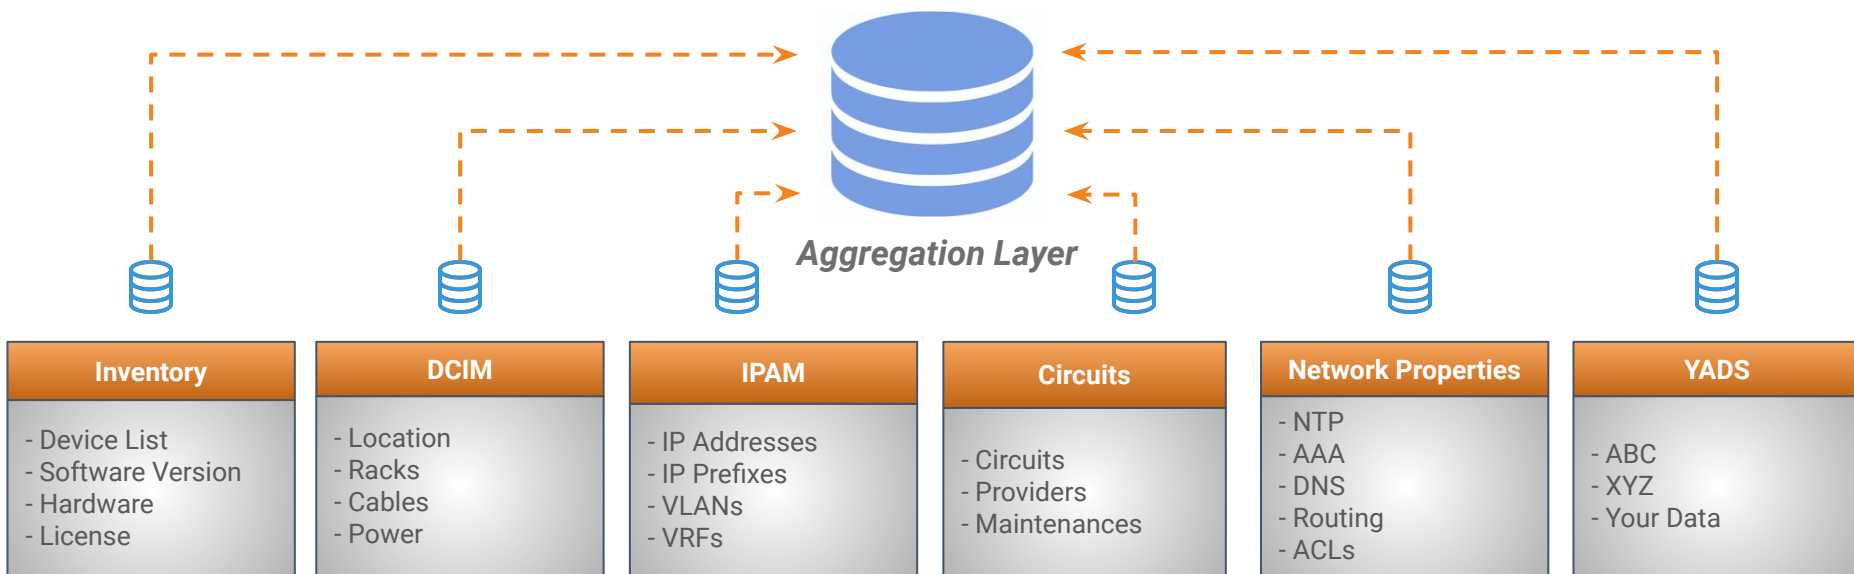 Aggregation Layer
Inventory
- Device List
- Software Version
- Hardware
- License
DCIM
- Location
- Racks
- Cables
- Power
IPAM
- IP Addresses
- IP Prefixes
- VLANs
- VRFs
Circuits
- Circuits
- Providers
- Maintenances
Network Properties
- NTP
- AAA
- DNS
- Routing
- ACLs
YADS
- ABC
- XYZ
- Your Data